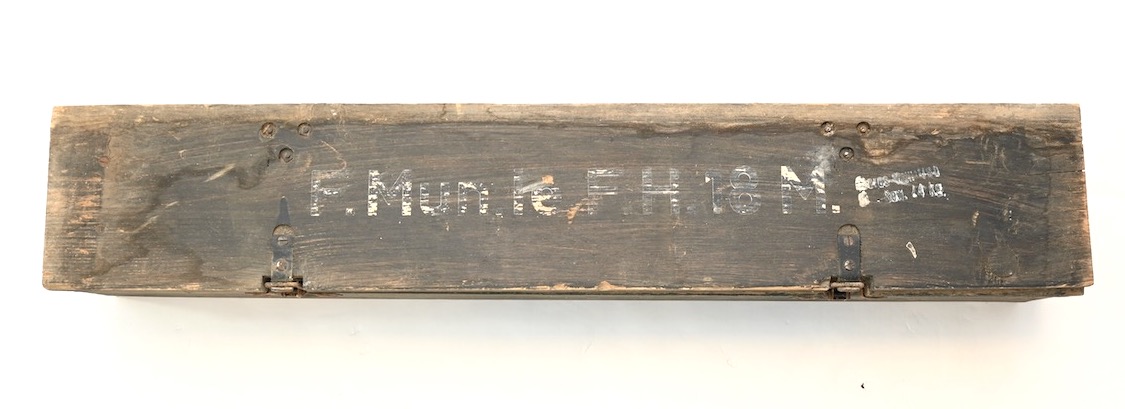 F. Mun. le F.H. 18 M.